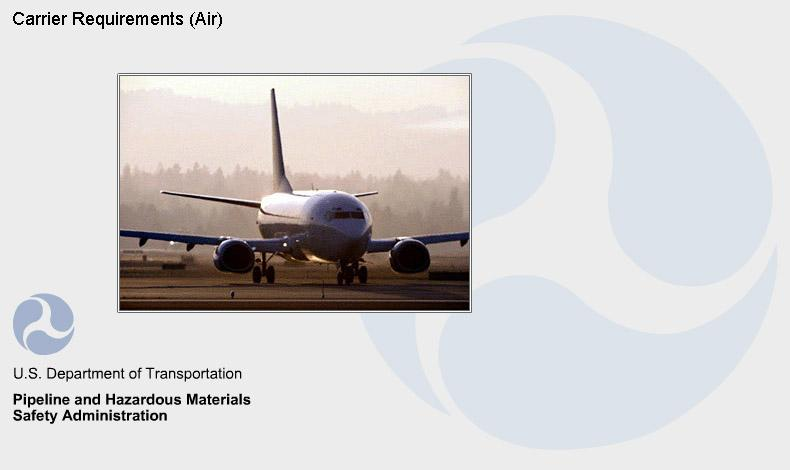 Carrier Requirements (Air)
U.S. Department of Transportation
Pipeline and Hazardous Materials
Safety Administration